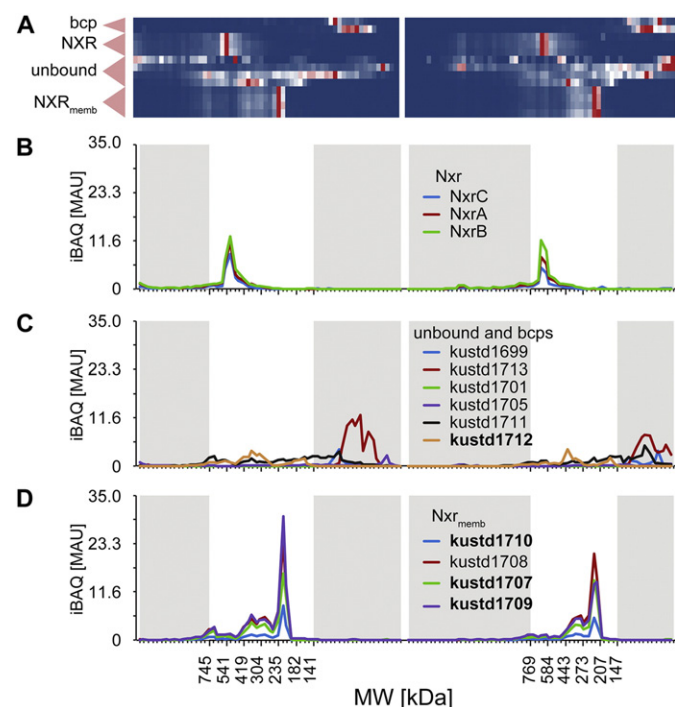 A
bcp
NXR
unbound
NXRmemb
B
35.0
23.3
11.6
0
iBAQ [MAU]
Nxr
NxrC
NxrA
NxrB
C
35.0
23.3
11.6
0
iBAQ [MAU]
unbound and bcps
kustd1699
kustd1713
kustd1701
kustd1705
kustd1711
kustd1712
D
35.0
23.3
11.6
0
iBAQ [MAU]
Nxrmemb
kustd1710
kustd1708
kustd1707
kustd1709
745
541
419
304
235
182
141
769
584
443
273
207
147
MW [kDa]